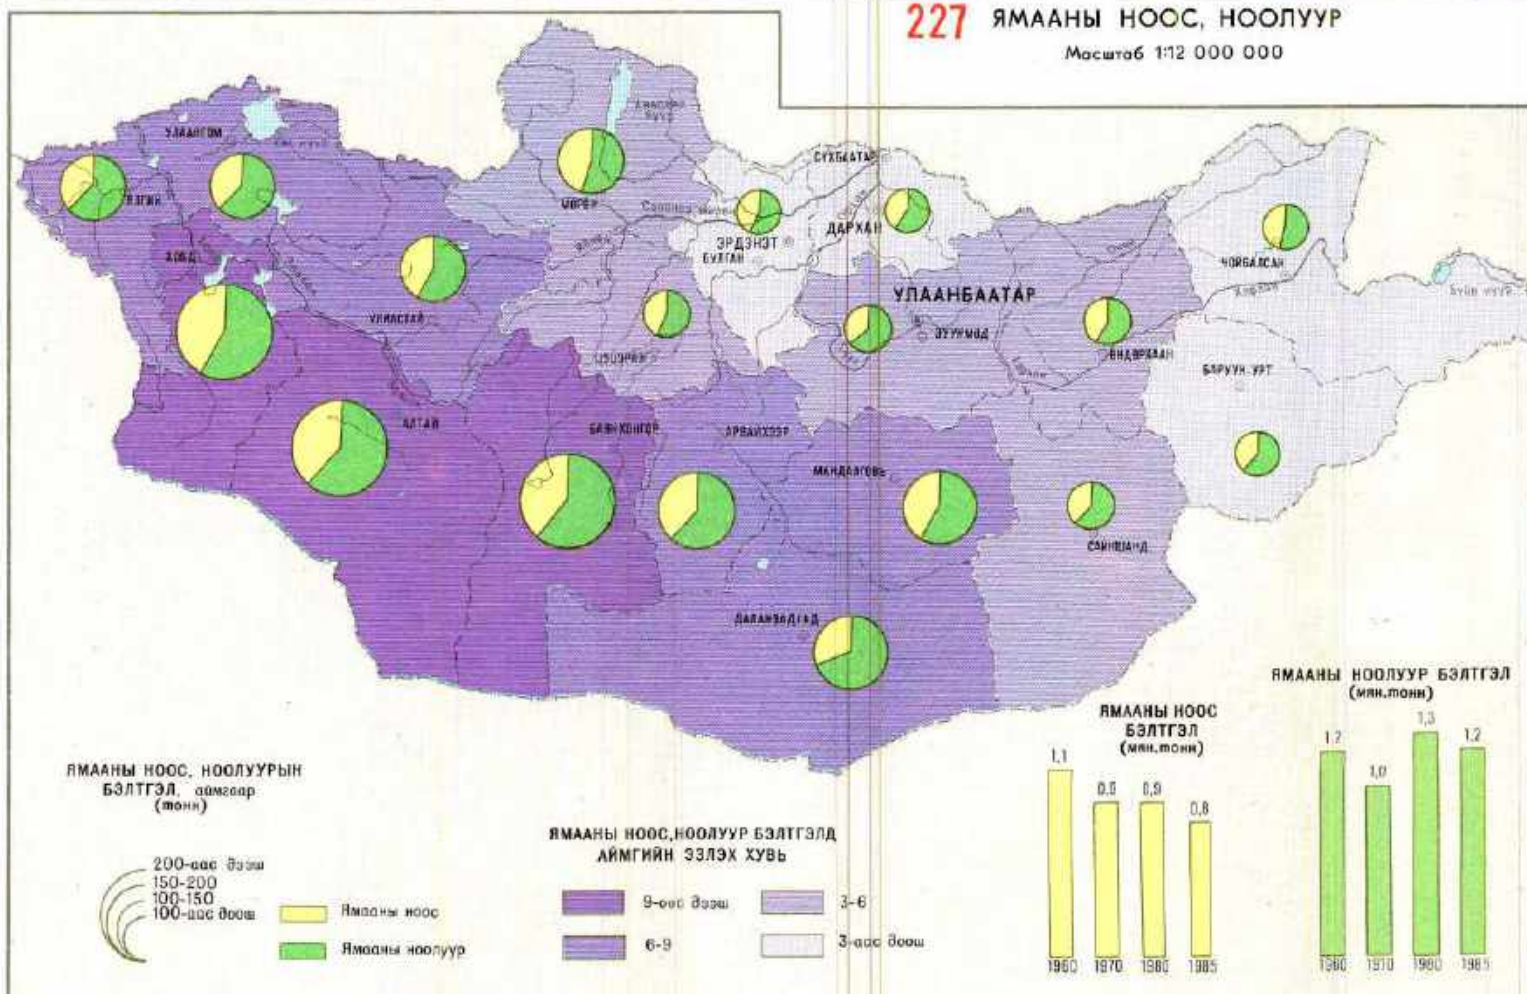 227 ЯМААНЫ НООС, НООЛУУР
Масштаб 1:12 000 000
УЛААНГОМ
ӨЛГИЙ
ХОВД
УЛИАСТАЙ
АЛТАЙ
МӨРӨН
СҮХБААТАР
ЭРДЭНЭТ
БУЛГАН
ДАРХАН
ЦЭЦЭРЛЭГ
УЛААНБААТАР
ЗУУНМОД
ӨНДӨРХААН
ЧОЙБАЛСАН
БАРУУН-УРТ
БАЯНХОНГОР
АРВАЙХЭЭР
МАНДАЛГОВЬ
САЙНШАНД
ДАЛАНЗАДГАД
ЯМААНЫ НООС, НООЛУУРЫН
БЭЛТГЭЛ, аймгаар
(тонн)
200-аас дээш
150-200
100-150
100-аас доош
Ямааны ноос
Ямааны ноолуур
ЯМААНЫ НООС,НООЛУУР БЭЛТГЭЛД
АЙМГИЙН ЭЗЛЭХ ХУВЬ
9-өөс дээш
3-6
6-9
3-аас доош
ЯМААНЫ НООС
БЭЛТГЭЛ
(мян.тонн)
1,1
0,9
0,9
0,8
1960
1970
1980
1985
ЯМААНЫ НООЛУУР БЭЛТГЭЛ
(мян.тонн)
1,2
1,0
1,3
1,2
1960
1970
1980
1985